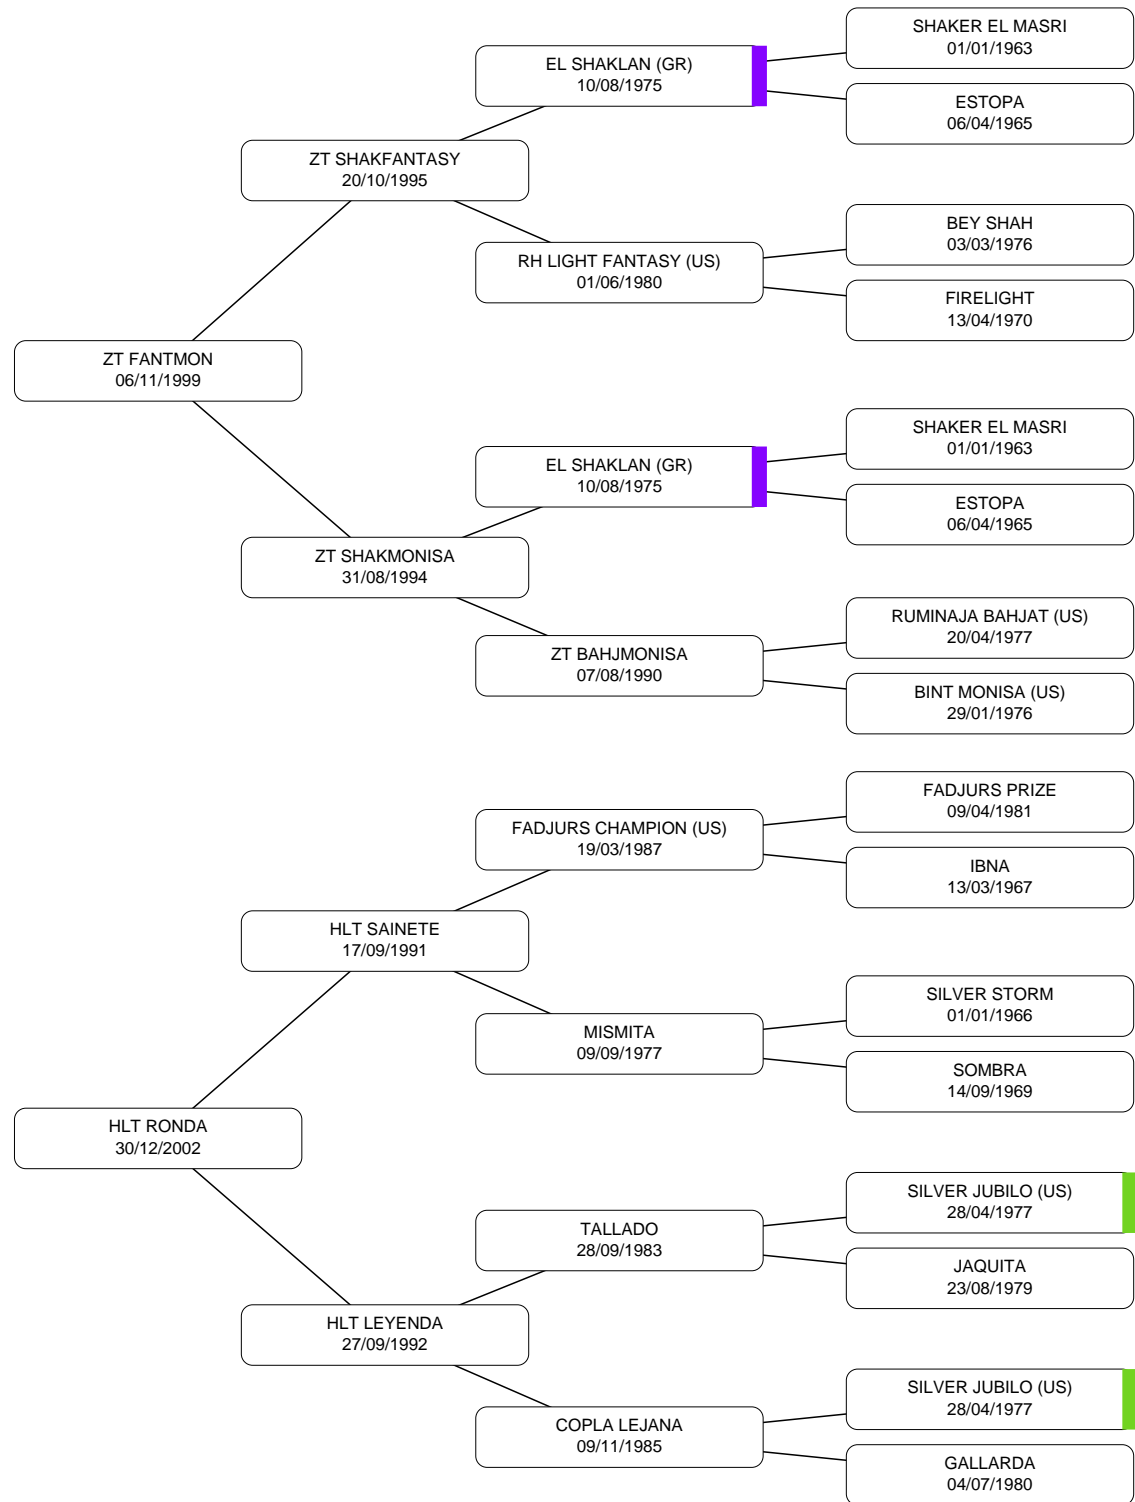 SHAKER EL MASRI
01/01/1963
EL SHAKLAN (GR)
10/08/1975
ESTOPA
06/04/1965
ZT SHAKFANTASY
20/10/1995
BEY SHAH
03/03/1976
RH LIGHT FANTASY (US)
01/06/1980
FIRELIGHT
13/04/1970
ZT FANTMON
06/11/1999
SHAKER EL MASRI
01/01/1963
EL SHAKLAN (GR)
10/08/1975
ESTOPA
06/04/1965
ZT SHAKMONISA
31/08/1994
RUMINAJA BAHJAT (US)
20/04/1977
ZT BAHJMONISA
07/08/1990
BINT MONISA (US)
29/01/1976
FADJURS PRIZE
09/04/1981
FADJURS CHAMPION (US)
19/03/1987
IBNA
13/03/1967
HLT SAINETE
17/09/1991
SILVER STORM
01/01/1966
MISMITA
09/09/1977
SOMBRA
14/09/1969
HLT RONDA
30/12/2002
SILVER JUBILO (US)
28/04/1977
TALLADO
28/09/1983
JAQUITA
23/08/1979
HLT LEYENDA
27/09/1992
SILVER JUBILO (US)
28/04/1977
COPLA LEJANA
09/11/1985
GALLARDA
04/07/1980